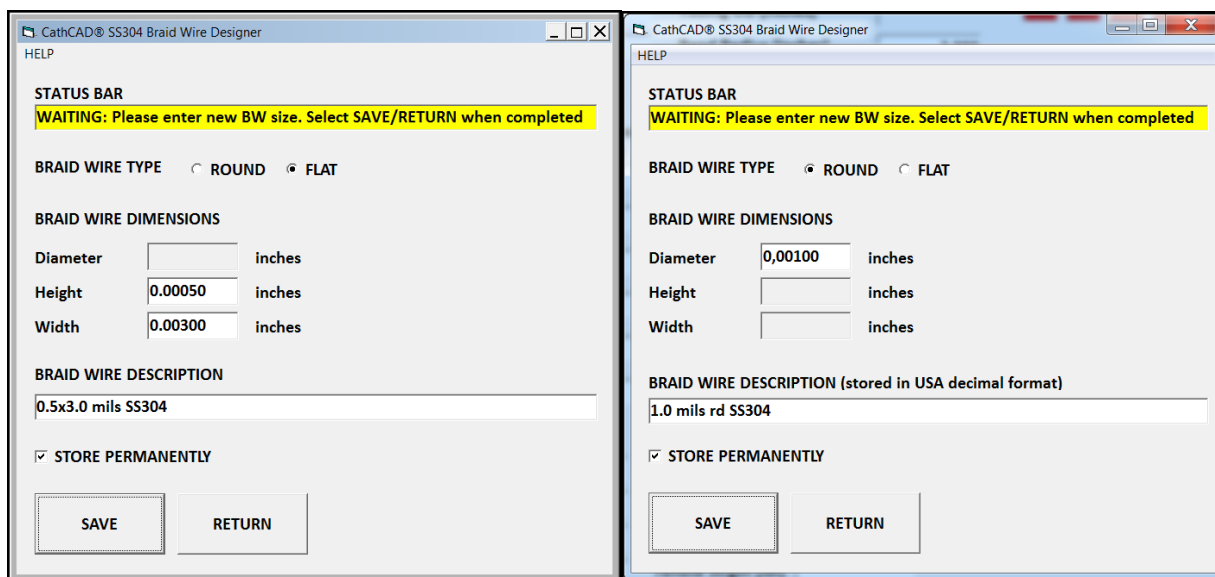 CathCAD® SS304 Braid Wire Designer
HELP
STATUS BAR
WAITING: Please enter new BW size. Select SAVE/RETURN when completed
BRAID WIRE TYPE ROUND FLAT
BRAID WIRE DIMENSIONS
Diameter inches
Height 0.00050 inches
Width 0.00300 inches
BRAID WIRE DESCRIPTION
0.5x3.0 mils SS304
STORE PERMANENTLY
SAVE RETURN
CathCAD® SS304 Braid Wire Designer
HELP
STATUS BAR
WAITING: Please enter new BW size. Select SAVE/RETURN when completed
BRAID WIRE TYPE ROUND FLAT
BRAID WIRE DIMENSIONS
Diameter 0,00100 inches
Height inches
Width inches
BRAID WIRE DESCRIPTION (stored in USA decimal format)
1.0 mils rd SS304
STORE PERMANENTLY
SAVE RETURN